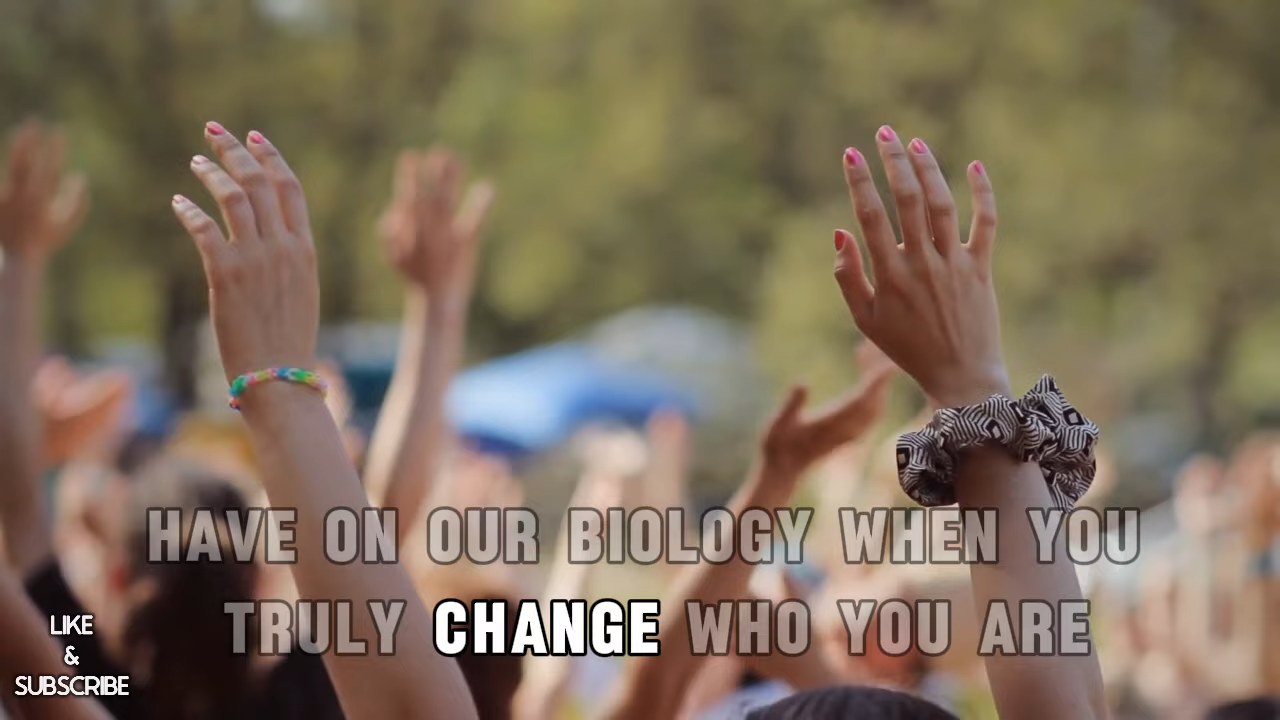 HAVE ON OUR BIOLOGY WHEN YOU
TRULY CHANGE WHO YOU ARE
LIKE
&
SUBSCRIBE